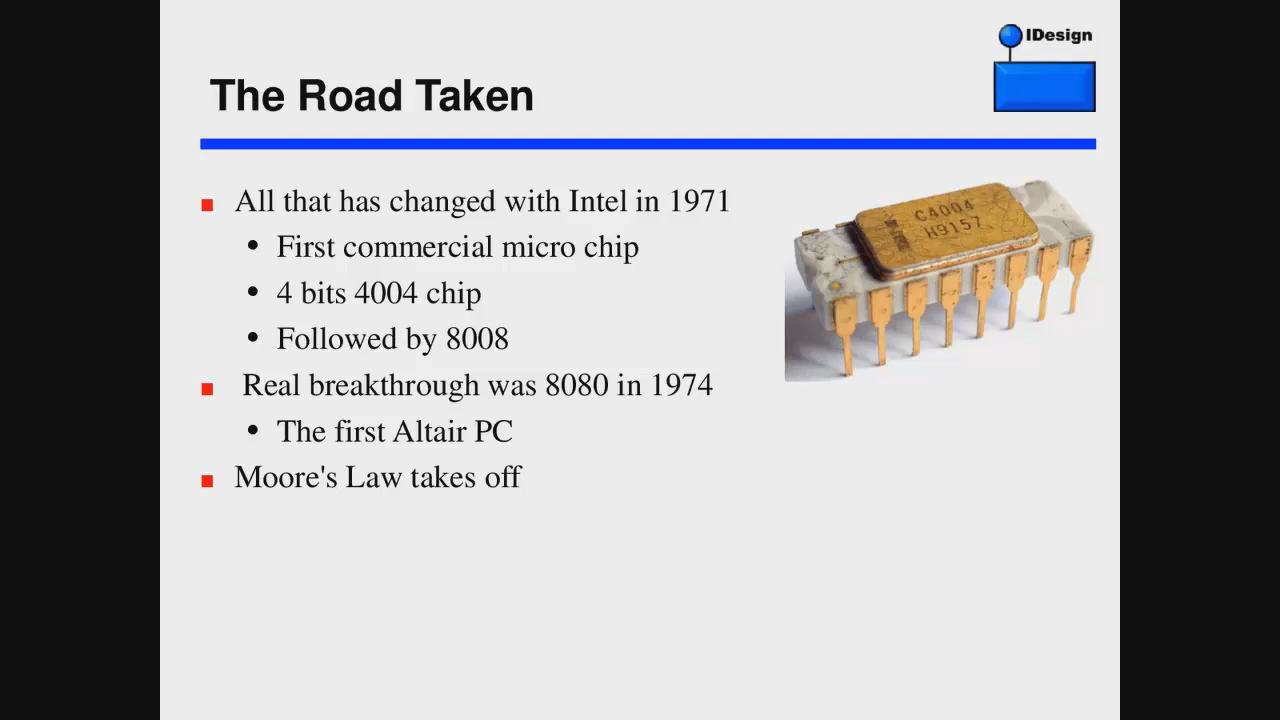 IDesign
The Road Taken
All that has changed with Intel in 1971
First commercial micro chip
4 bits 4004 chip
Followed by 8008
Real breakthrough was 8080 in 1974
The first Altair PC
Moore's Law takes off
C4004
H9157